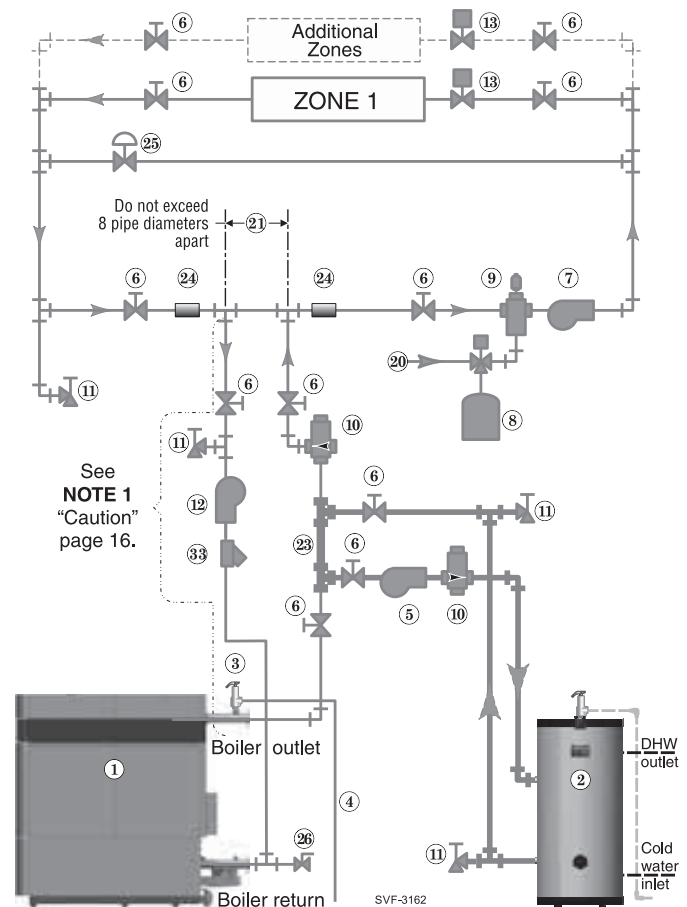 6
13
6
Additional
Zones
6
13
6
ZONE 1
25
Do not exceed
8 pipe diameters
apart
21
6
24
24
6
9
7
20
8
11
6
6
11
10
See
NOTE 1
“Caution”
page 16.
12
6
11
33
23
6
5
10
6
3
Boiler outlet
1
2
DHW
outlet
4
26
11
Cold
water
inlet
Boiler return
SVF-3162